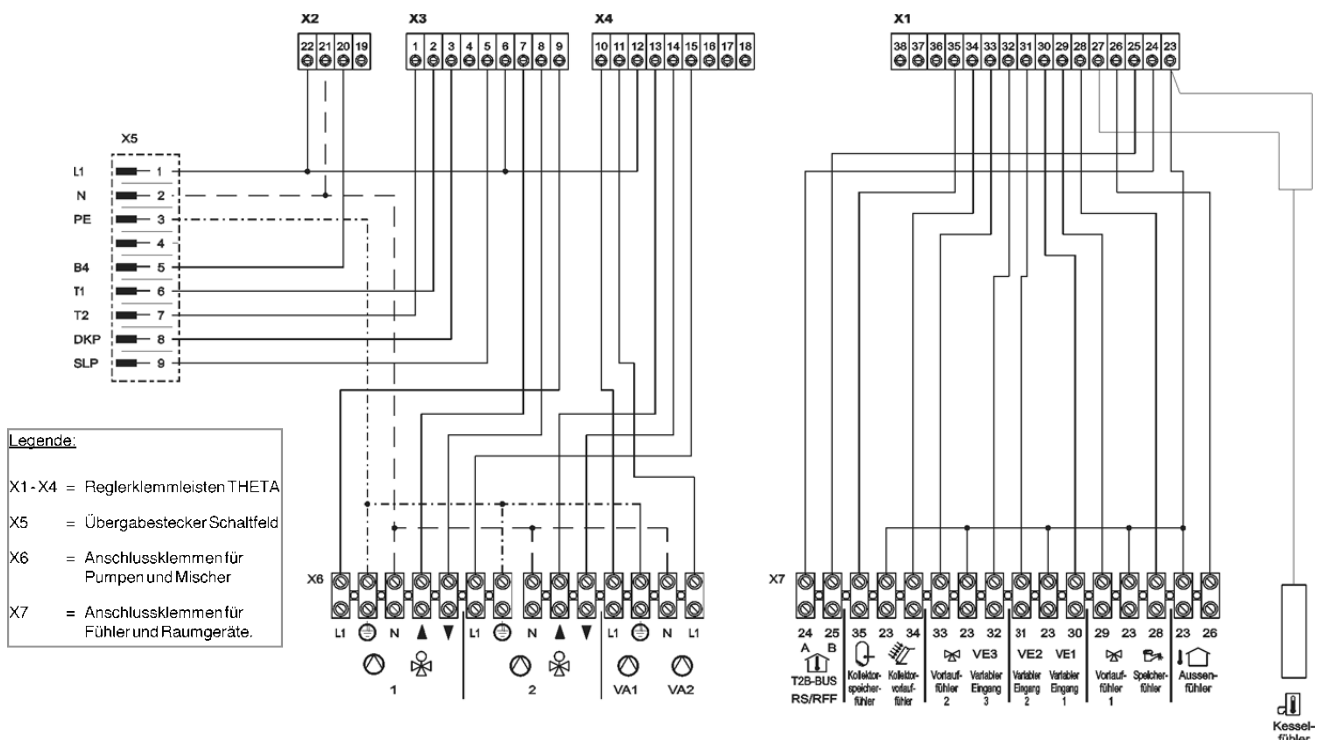 X2 X3 X4 X1
22 21 20 19 1 2 3 4 5 6 7 8 9 10 11 12 13 14 15 16 17 18 38 37 36 35 34 33 32 31 30 29 28 27 26 25 24 23
X5
L1 1
N 2
PE 3
4
B4 5
T1 6
T2 7
DKP 8
SLP 9
Legende:
X1-X4 = Reglerklemmleisten THETA
X5 = Übergabestecker Schaltfeld
X6 = Anschlussklemmen für
Pumpen und Mischer
X7 = Anschlussklemmen für
Fühler und Raumgeräte.
X6
L1 N L1 N L1 N L1
1 2 VA1 VA2
X7
24 25 35 23 34 33 23 32 31 23 30 29 23 28 23 26
A B
T2B-BUS
RS/RFF
Kollektor-
speicher-
fühler
Kollektor-
vorlauf-
fühler
Vorlauf-
fühler
2
VE3
Variabler
Eingang
3
VE2
Variabler
Eingang
2
VE1
Variabler
Eingang
1
Vorlauf-
fühler
1
Speicher-
fühler
Aussen-
fühler
Kessel-
fühler